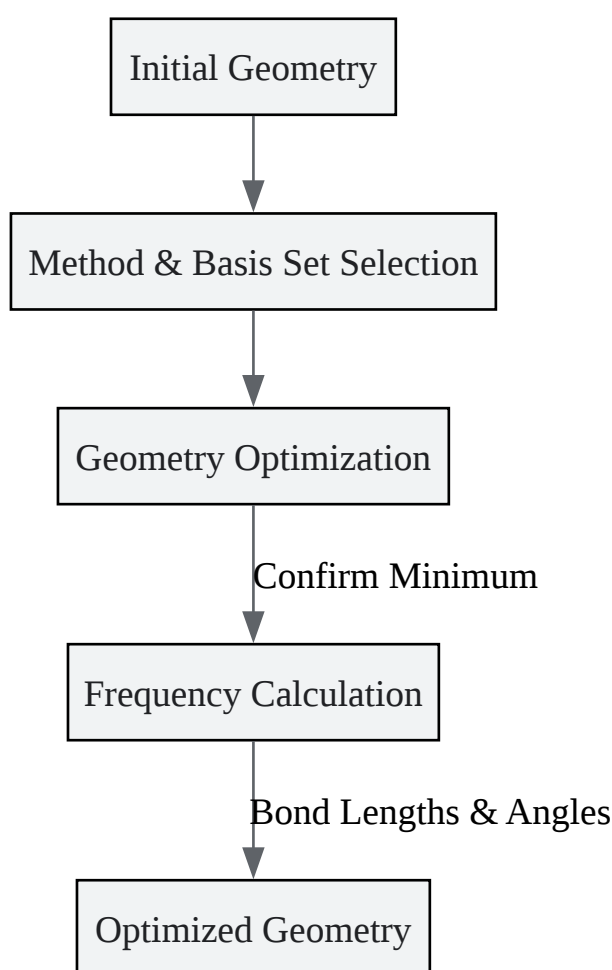 Initial Geometry
Method & Basis Set Selection
Geometry Optimization
Confirm Minimum
Frequency Calculation
Bond Lengths & Angles
Optimized Geometry